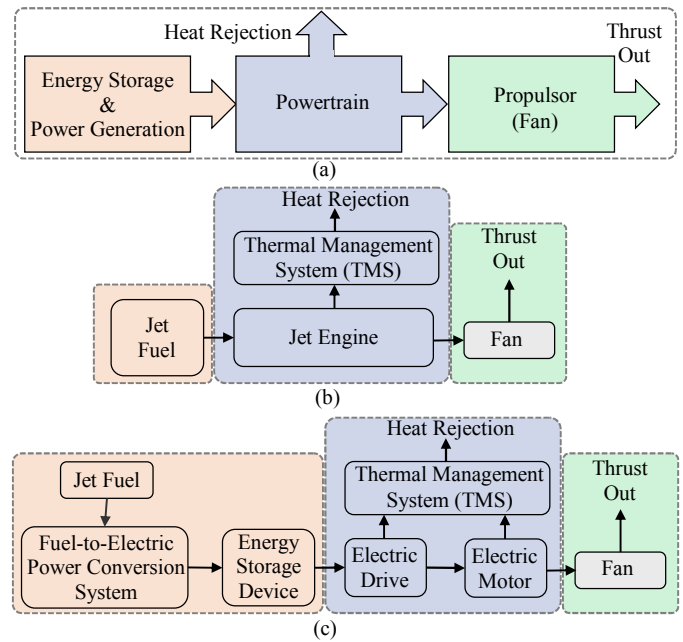 Heat Rejection
Thrust
Out
Energy Storage
&
Power Generation
Powertrain
Propulsor
(Fan)
(a)
Heat Rejection
Thermal Management
System (TMS)
Thrust
Out
Jet
Fuel
Jet Engine
Fan
(b)
Heat Rejection
Thermal Management
System (TMS)
Thrust
Out
Jet Fuel
Fuel-to-Electric
Power Conversion
System
Energy
Storage
Device
Electric
Drive
Electric
Motor
Fan
(c)